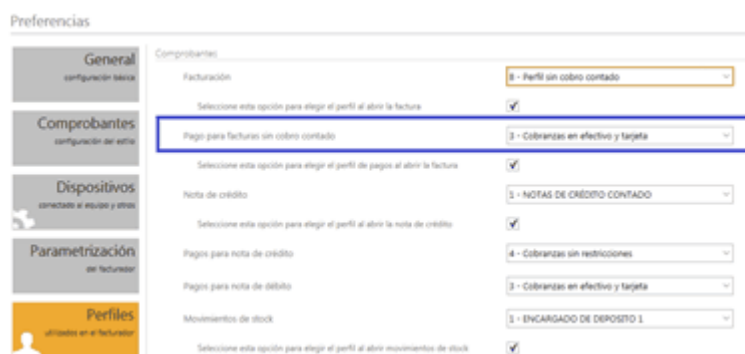 Preferencias
General
configuración básica
Comprobantes
configuración del estilo
Dispositivos
conectado al equipo y otros
Parametrización
del facturador
Perfiles
utilizados en el facturador
Comprobantes
Facturación
8 - Perfil sin cobro contado
Seleccione esta opción para elegir el perfil al abrir la factura
Pago para facturas sin cobro contado
3 - Cobranzas en efectivo y tarjeta
Seleccione esta opción para elegir el perfil de pagos al abrir la factura
Nota de crédito
1 - NOTAS DE CRÉDITO CONTADO
Seleccione esta opción para elegir el perfil al abrir la nota de crédito
Pagos para nota de crédito
4 - Cobranzas sin restricciones
Pagos para nota de débito
3 - Cobranzas en efectivo y tarjeta
Movimientos de stock
1 - ENCARGADO DE DEPOSITO 1
Seleccione esta opción para elegir el perfil al abrir movimientos de stock